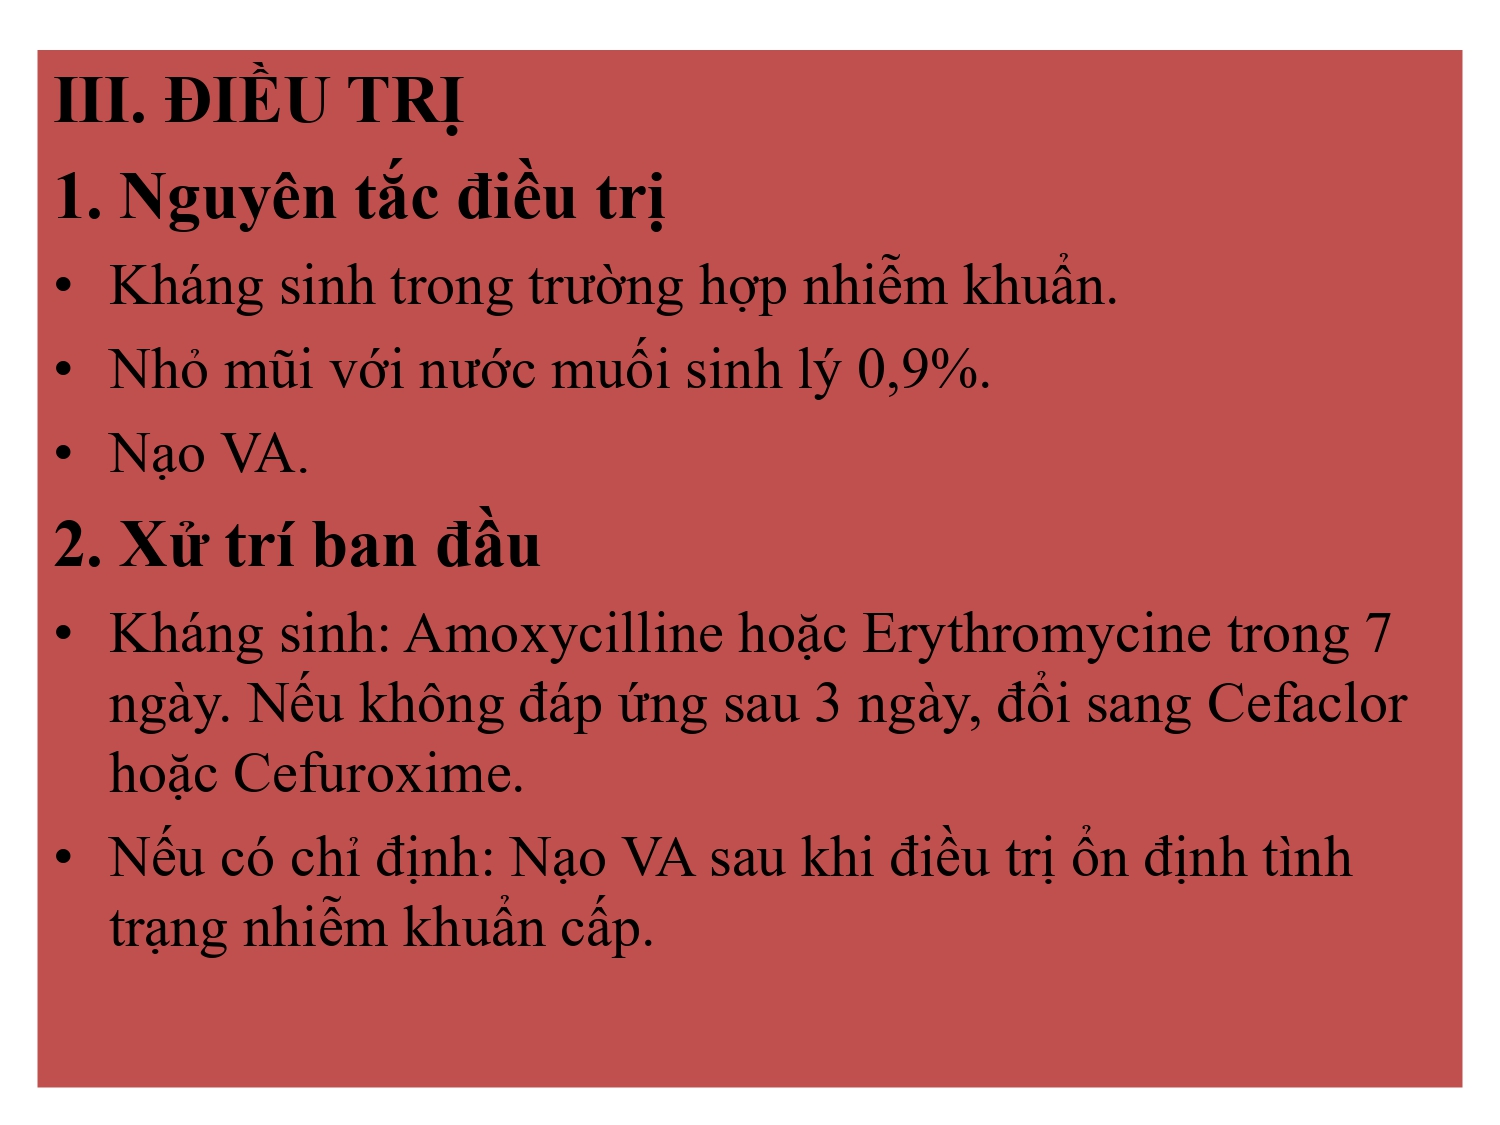 III. ĐIỀU TRỊ
1. Nguyên tắc điều trị
• Kháng sinh trong trường hợp nhiễm khuẩn.
• Nhỏ mũi với nước muối sinh lý 0,9%.
• Nạo VA.
2. Xử trí ban đầu
• Kháng sinh: Amoxycilline hoặc Erythromycine trong 7
ngày. Nếu không đáp ứng sau 3 ngày, đổi sang Cefaclor
hoặc Cefuroxime.
• Nếu có chỉ định: Nạo VA sau khi điều trị ổn định tình
trạng nhiễm khuẩn cấp.